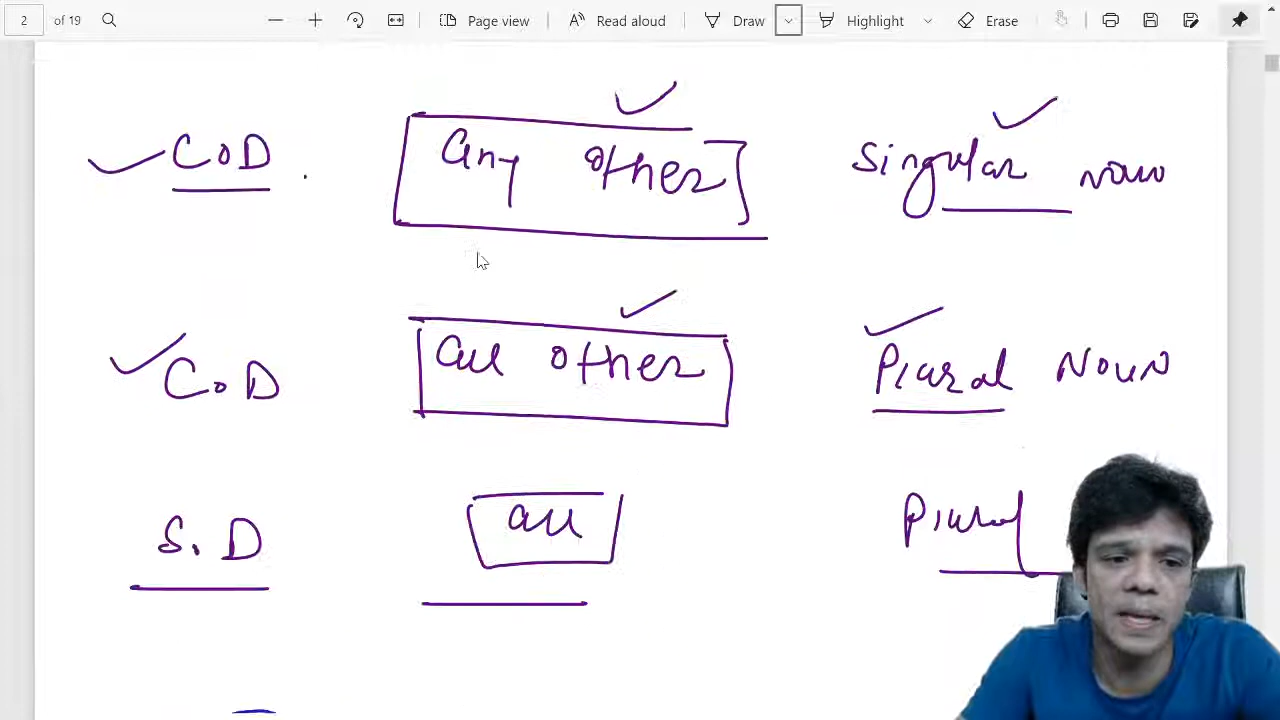 2 of 19 Page view Read aloud Draw Highlight Erase
COD . any other Singular noun
COD all other Plural NOUN
S. D all Plural